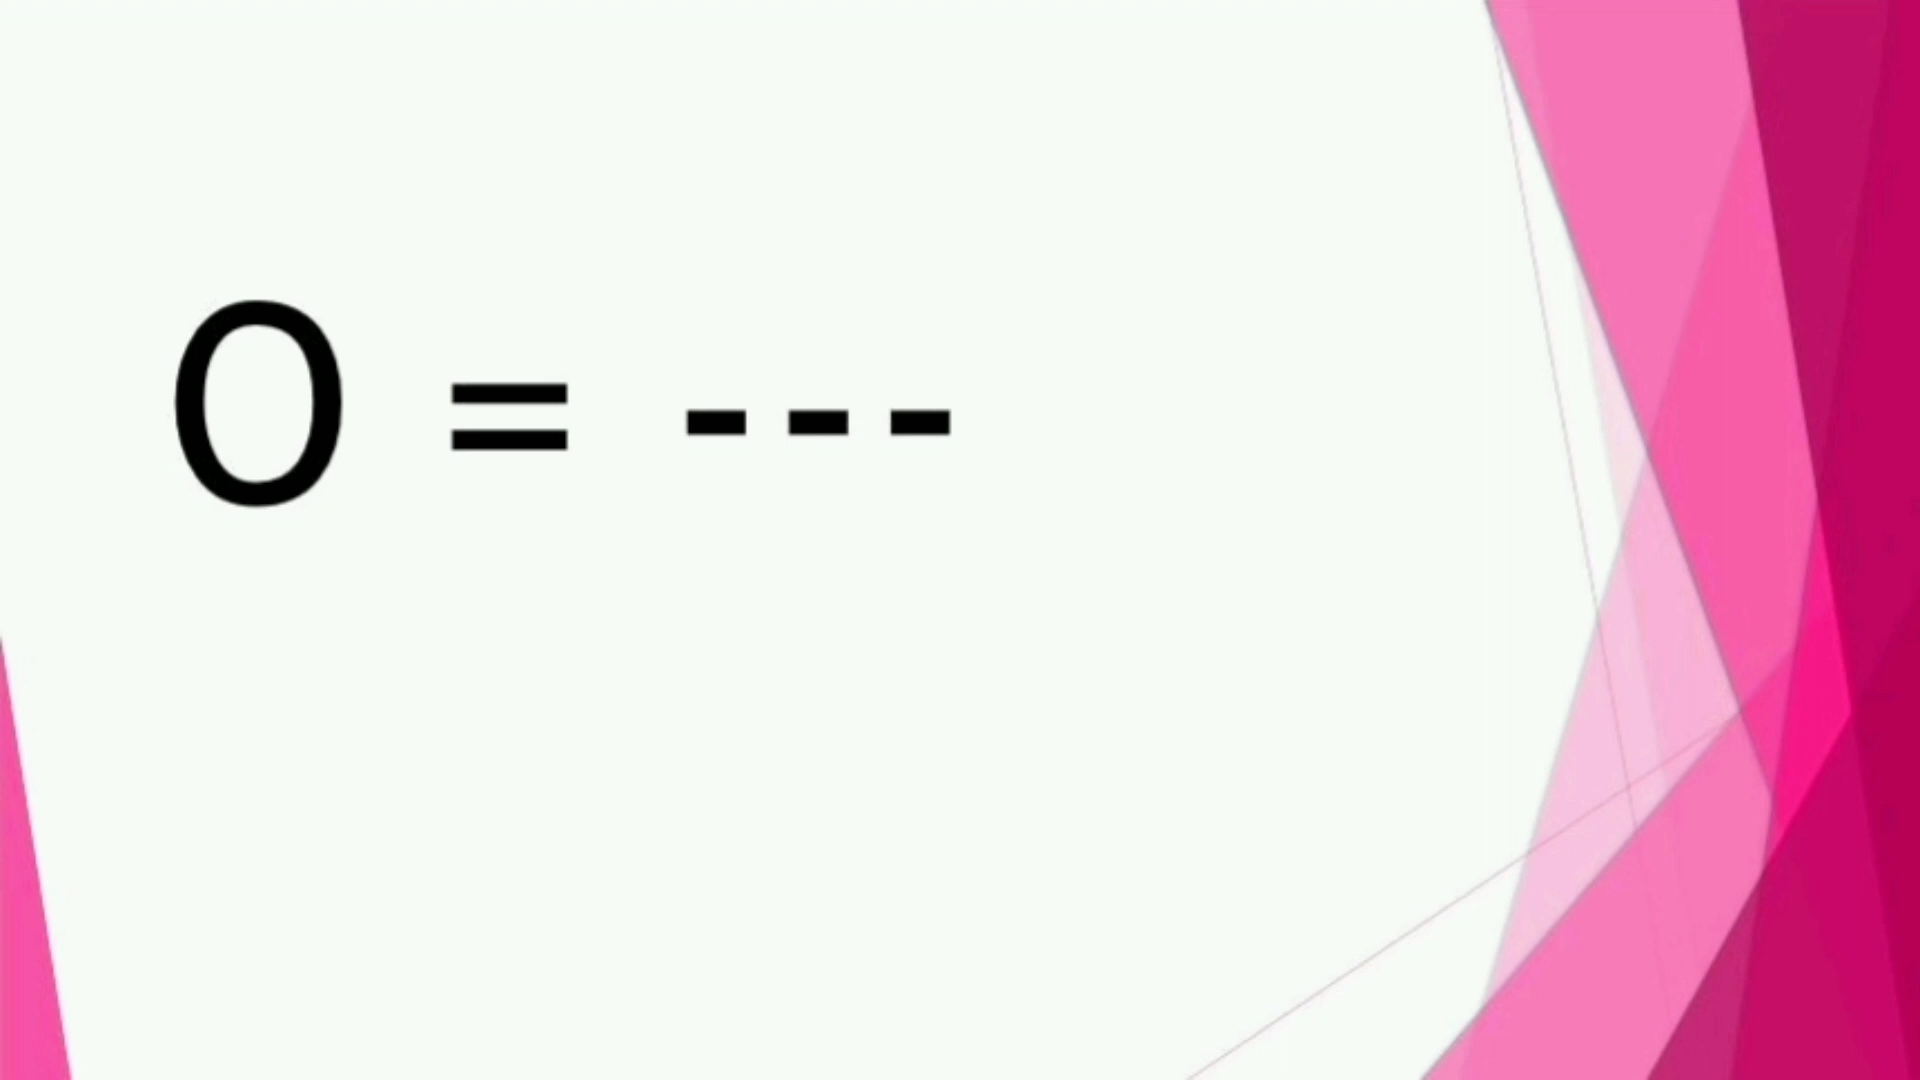 O = ---